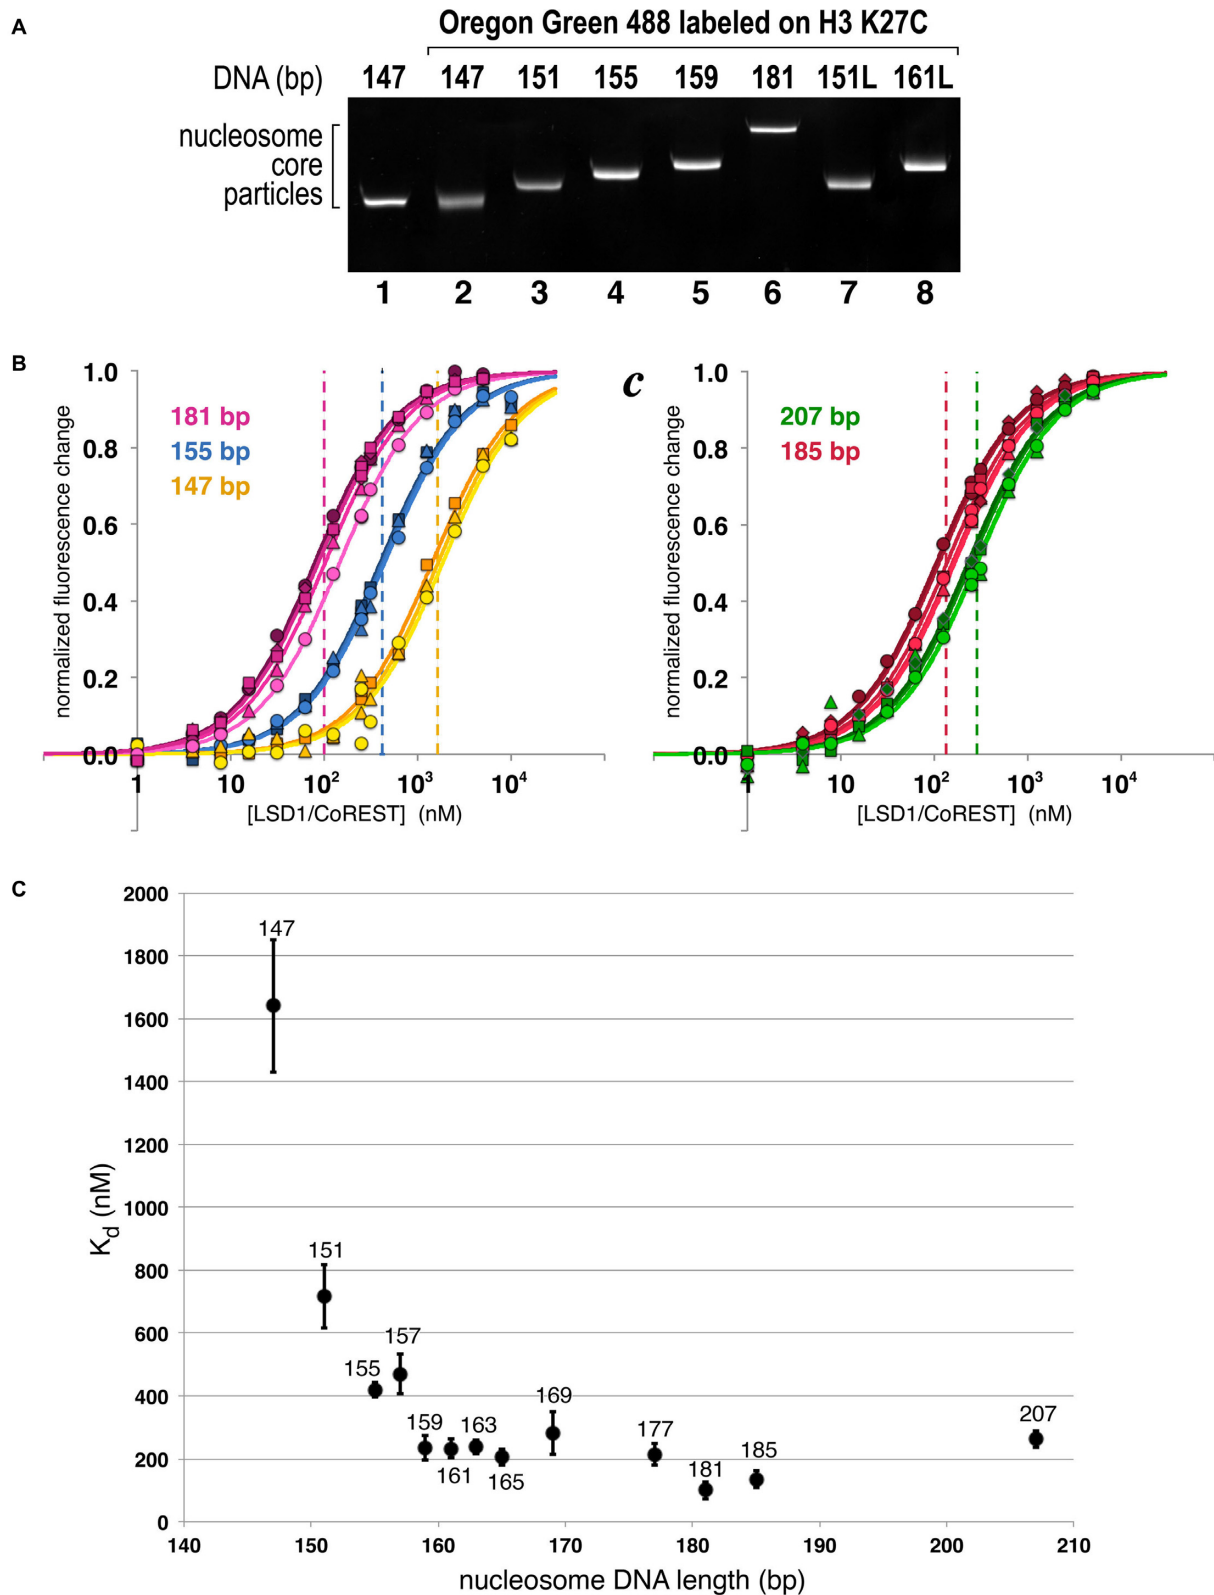 A
Oregon Green 488 labeled on H3 K27C
DNA (bp) 147 147 151 155 159 181 151L 161L
nucleosome
core
particles
1 2 3 4 5 6 7 8
B
normalized fluorescence change
1.0
0.8
0.6
0.4
0.2
0.0
181 bp
155 bp
147 bp
1 10 10² 10³ 10⁴
[LSD1/CoREST] (nM)
c
normalized fluorescence change
1.0
0.8
0.6
0.4
0.2
0.0
207 bp
185 bp
1 10 10² 10³ 10⁴
[LSD1/CoREST] (nM)
C
Kd (nM)
2000
1800
1600
1400
1200
1000
800
600
400
200
0
147
151
155
157
159
161
163
165
169
177
181
185
207
140 150 160 170 180 190 200 210
nucleosome DNA length (bp)